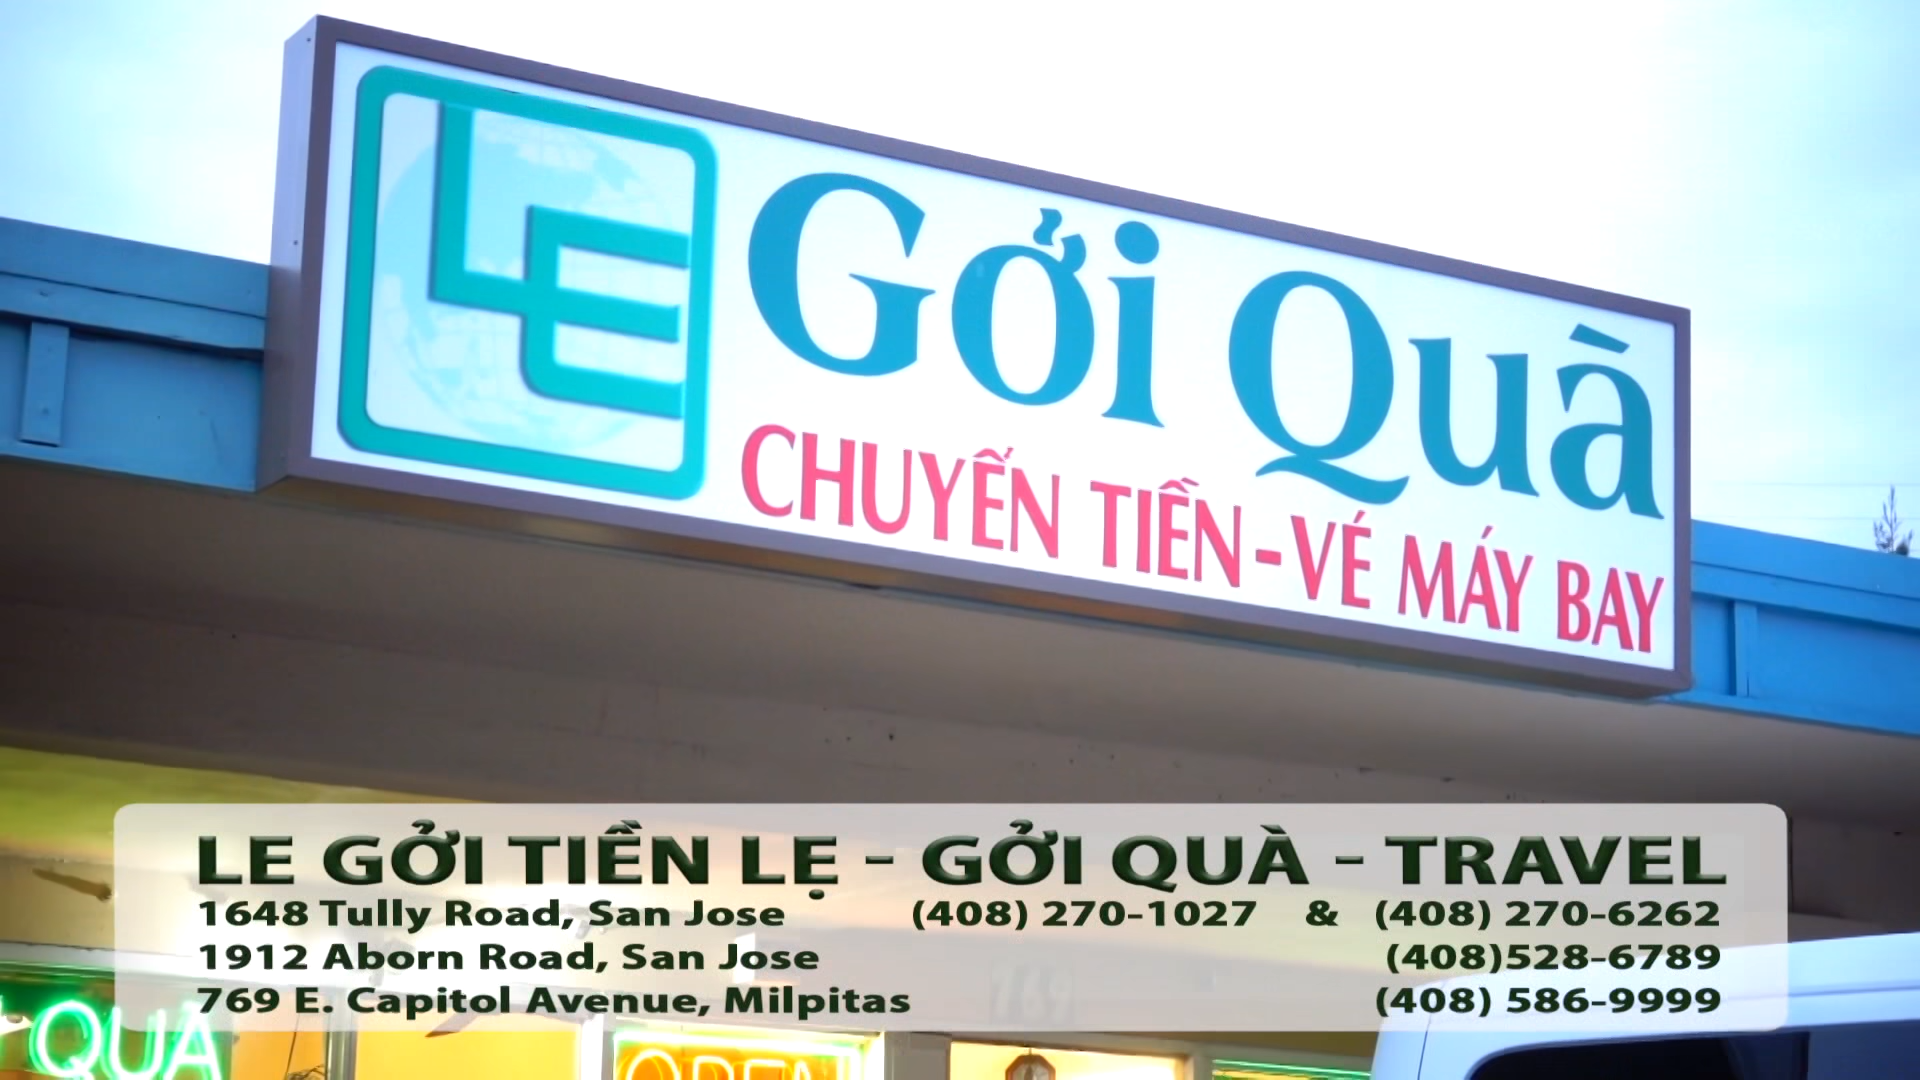 LE
Gởi Quà
CHUYỂN TIỀN - VÉ MÁY BAY
LE GỞI TIỀN LẸ - GỞI QUÀ - TRAVEL
1648 Tully Road, San Jose (408) 270-1027 & (408) 270-6262
1912 Aborn Road, San Jose (408)528-6789
769 E. Capitol Avenue, Milpitas (408) 586-9999
769
QUÀ
OPEN